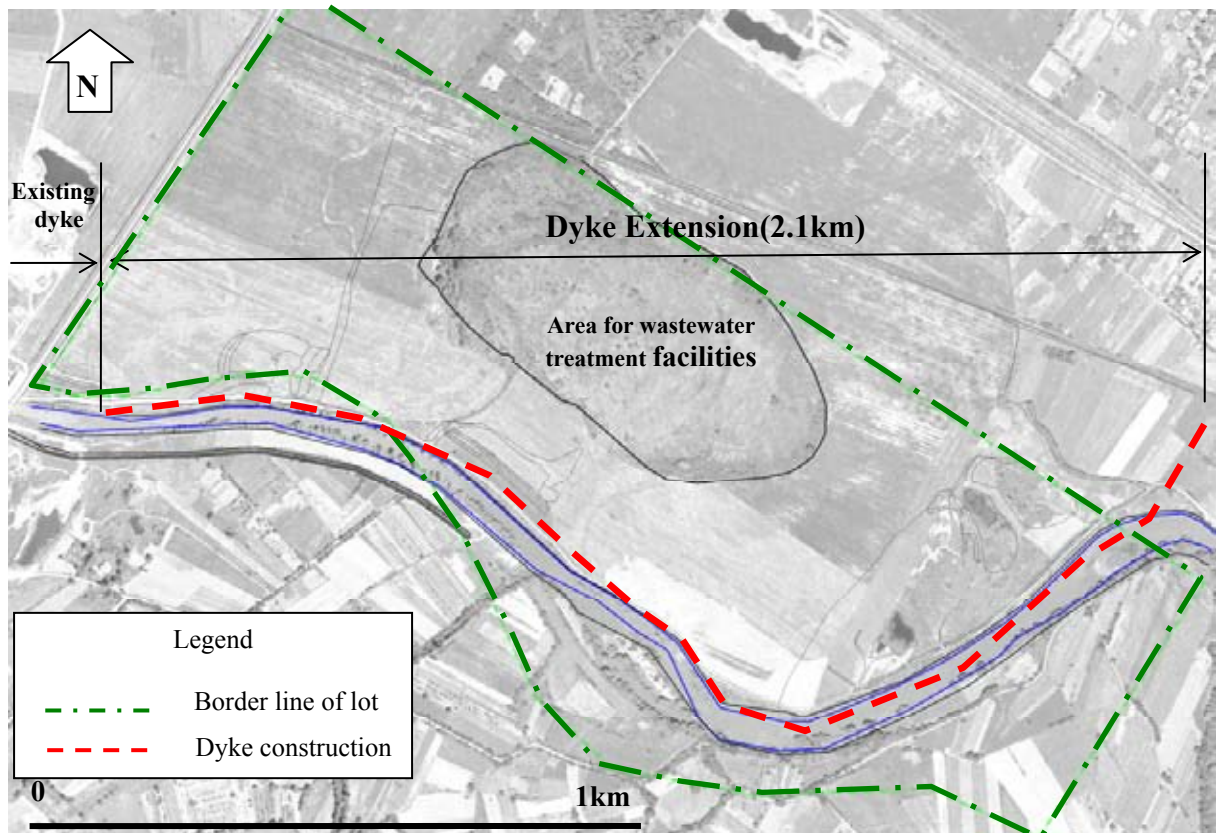 N
Existing
dyke
Dyke Extension(2.1km)
Area for wastewater
treatment facilities
Legend
Border line of lot
Dyke construction
0
1km